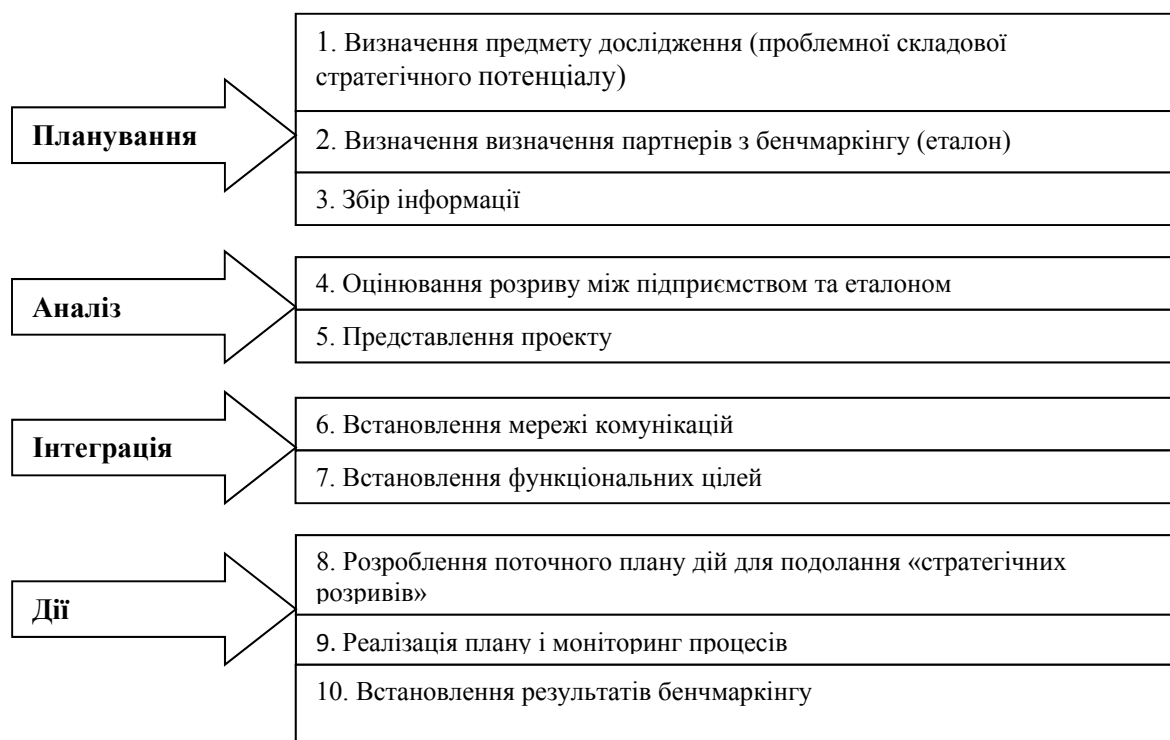 1. Визначення предмету дослідження (проблемної складової
стратегічного потенціалу)
Планування
2. Визначення визначення партнерів з бенчмаркінгу (еталон)
3. Збір інформації
Аналіз
4. Оцінювання розриву між підприємством та еталоном
5. Представлення проекту
Інтеграція
6. Встановлення мережі комунікацій
7. Встановлення функціональних цілей
Дії
8. Розроблення поточного плану дій для подолання «стратегічних
розривів»
9. Реалізація плану і моніторинг процесів
10. Встановлення результатів бенчмаркінгу